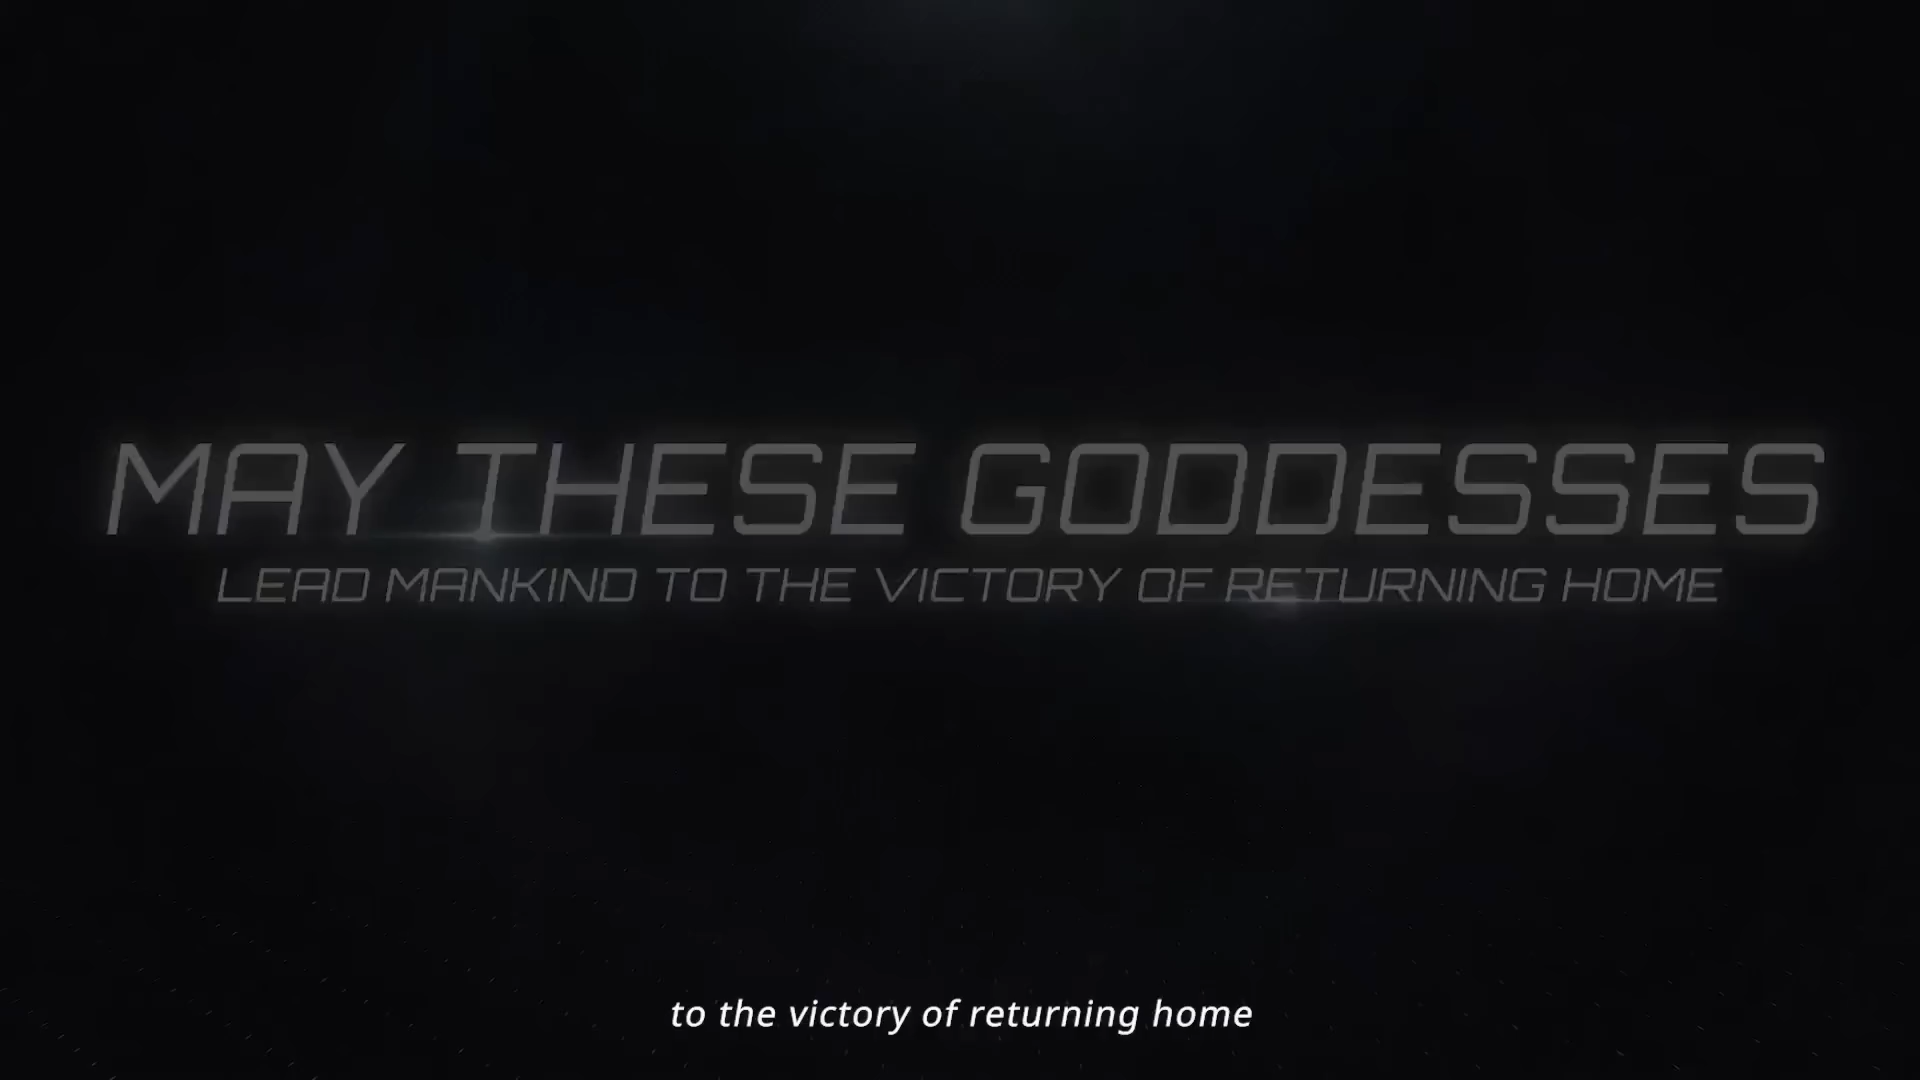 MAY THESE GODDESSES
LEAD MANKIND TO THE VICTORY OF RETURNING HOME
to the victory of returning home